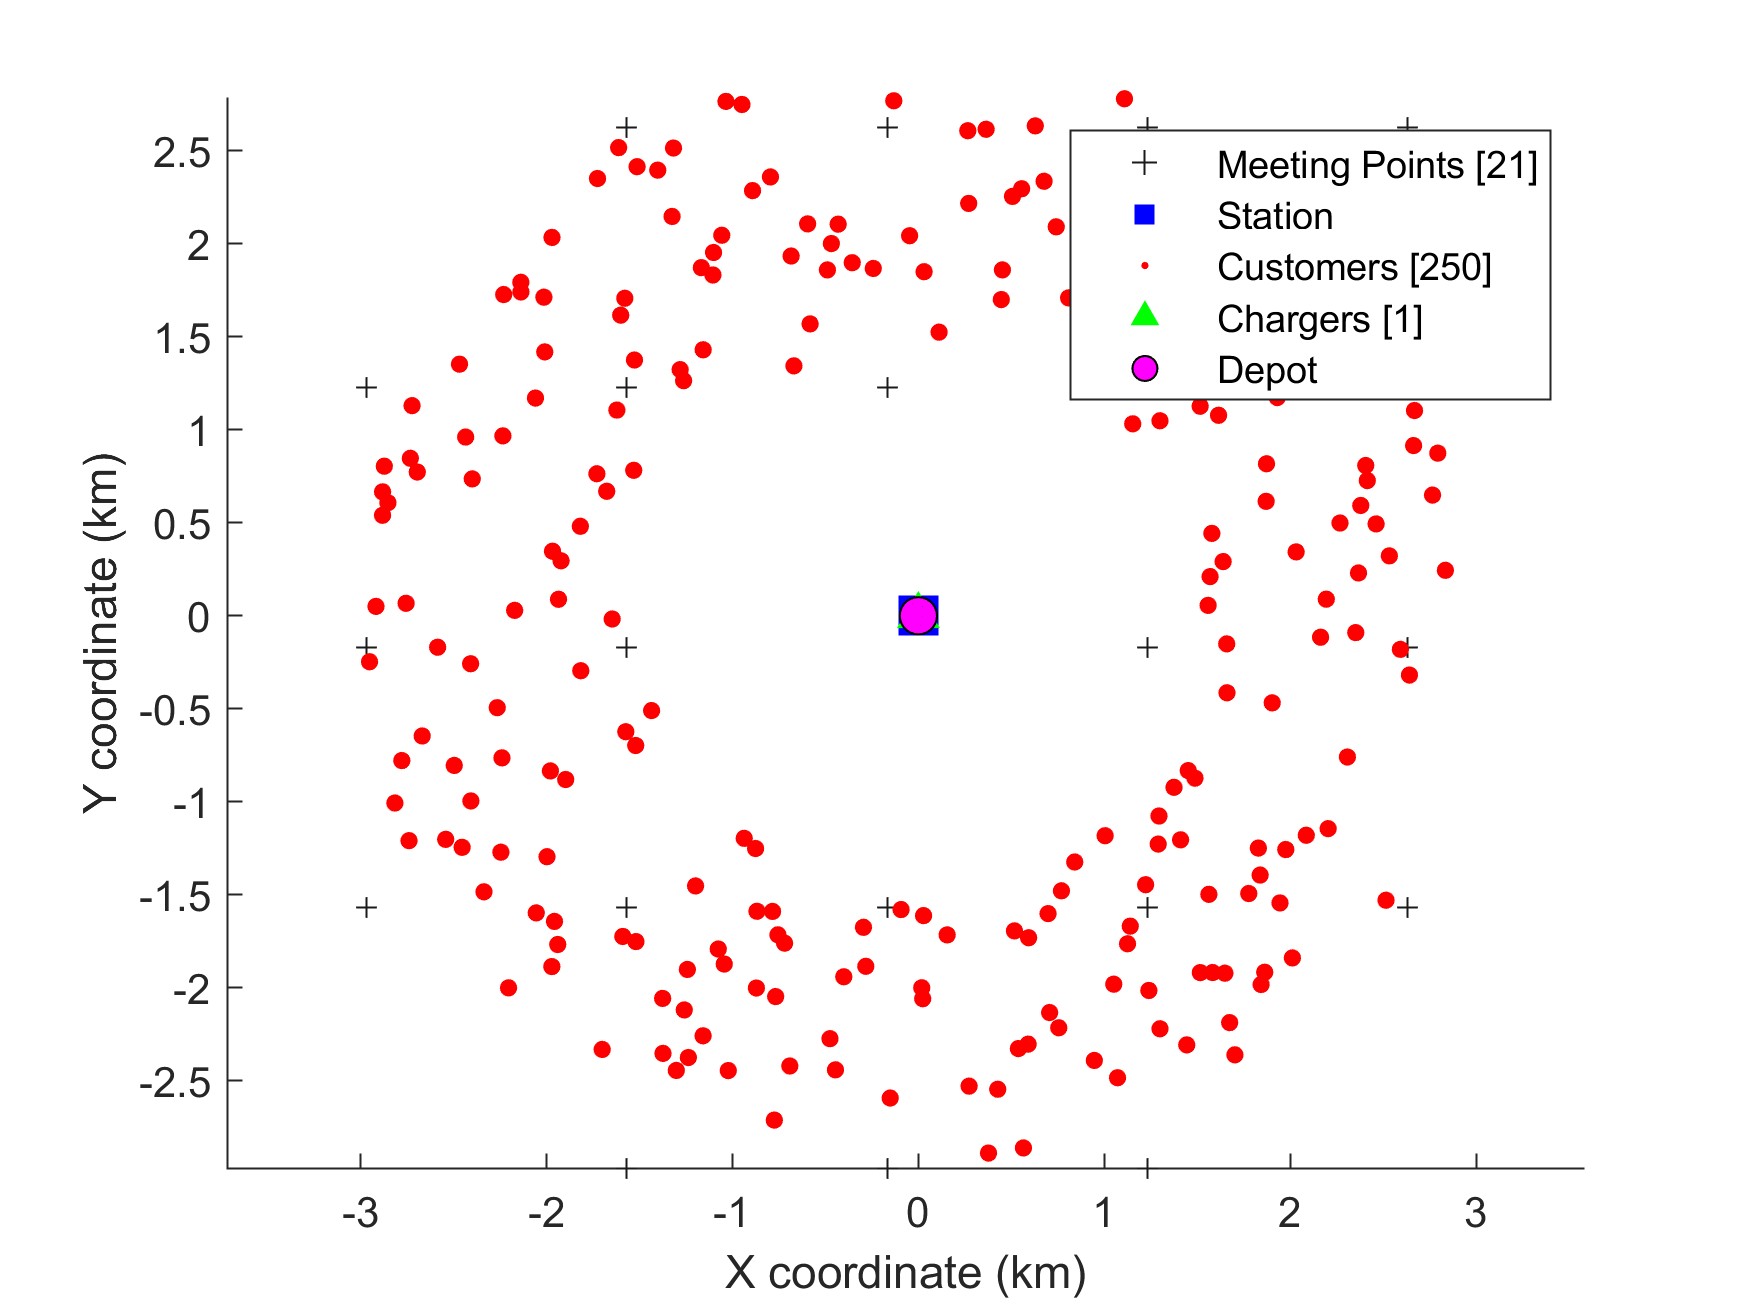 2.5
2
1.5
1
0.5
0
-0.5
-1
-1.5
-2
-2.5
Y coordinate (km)
Meeting Points [21]
Station
Customers [250]
Chargers [1]
Depot
-3 -2 -1 0 1 2 3
X coordinate (km)